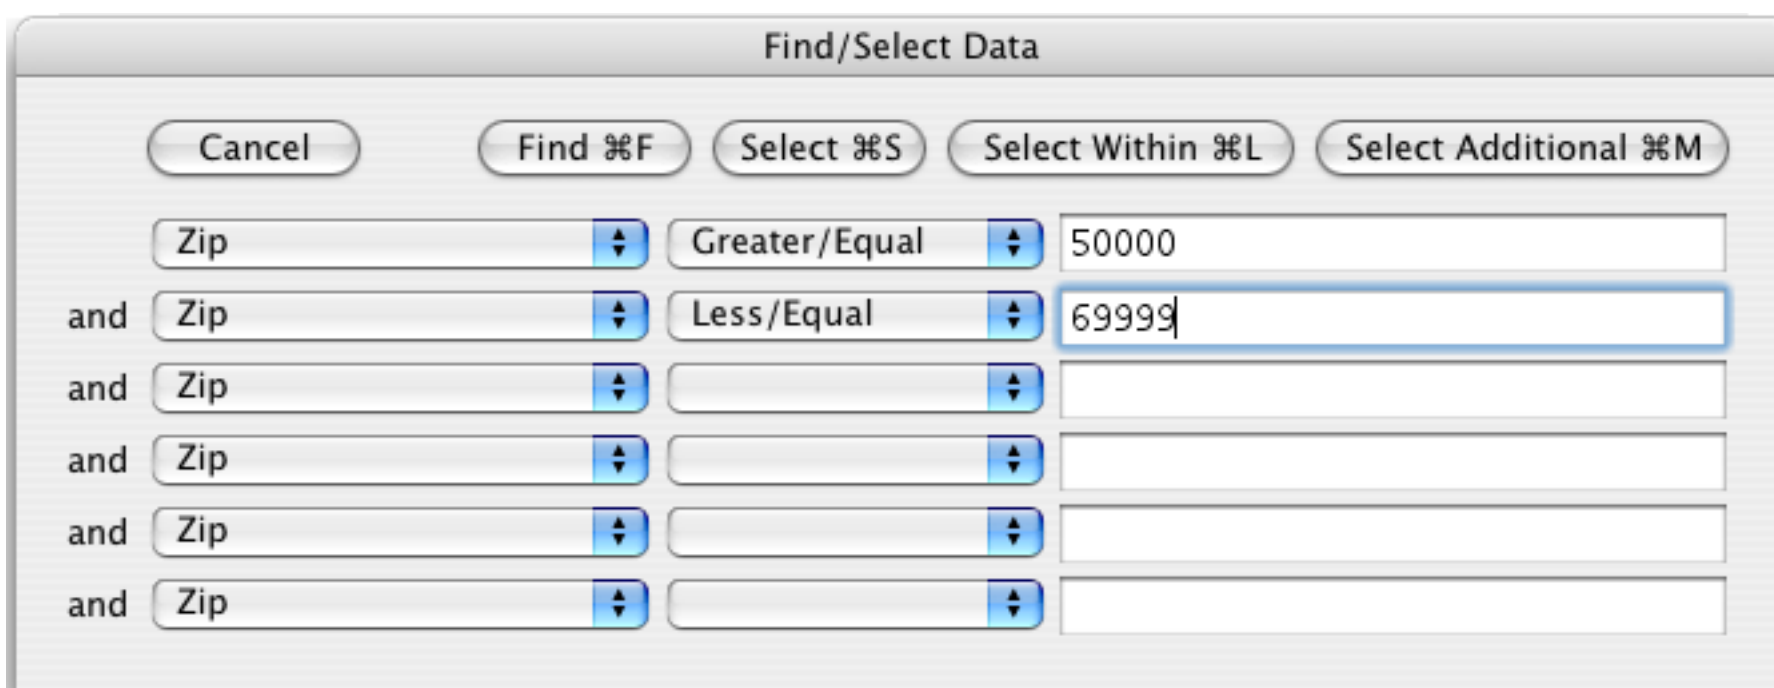 Find/Select Data
Cancel Find ⌘F Select ⌘S Select Within ⌘L Select Additional ⌘M
Zip Greater/Equal 50000
and Zip Less/Equal 69999
and Zip
and Zip
and Zip
and Zip